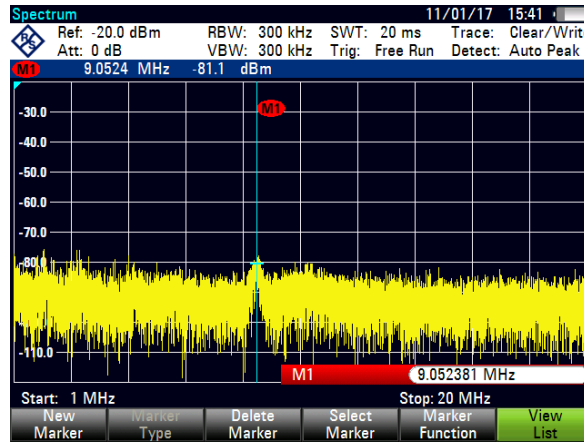 Spectrum 11/01/17 15:41
Ref: -20.0 dBm RBW: 300 kHz SWT: 20 ms Trace: Clear/Writ
Att: 0 dB VBW: 300 kHz Trig: Free Run Detect: Auto Peak
M1 9.0524 MHz -81.1 dBm
M1
-30.0
-40.0
-50.0
-60.0
-70.0
-80.0
-110.0
M1 9.052381 MHz
Start: 1 MHz Stop: 20 MHz
New Marker
Marker Type
Delete Marker
Select Marker
Marker Function
View List